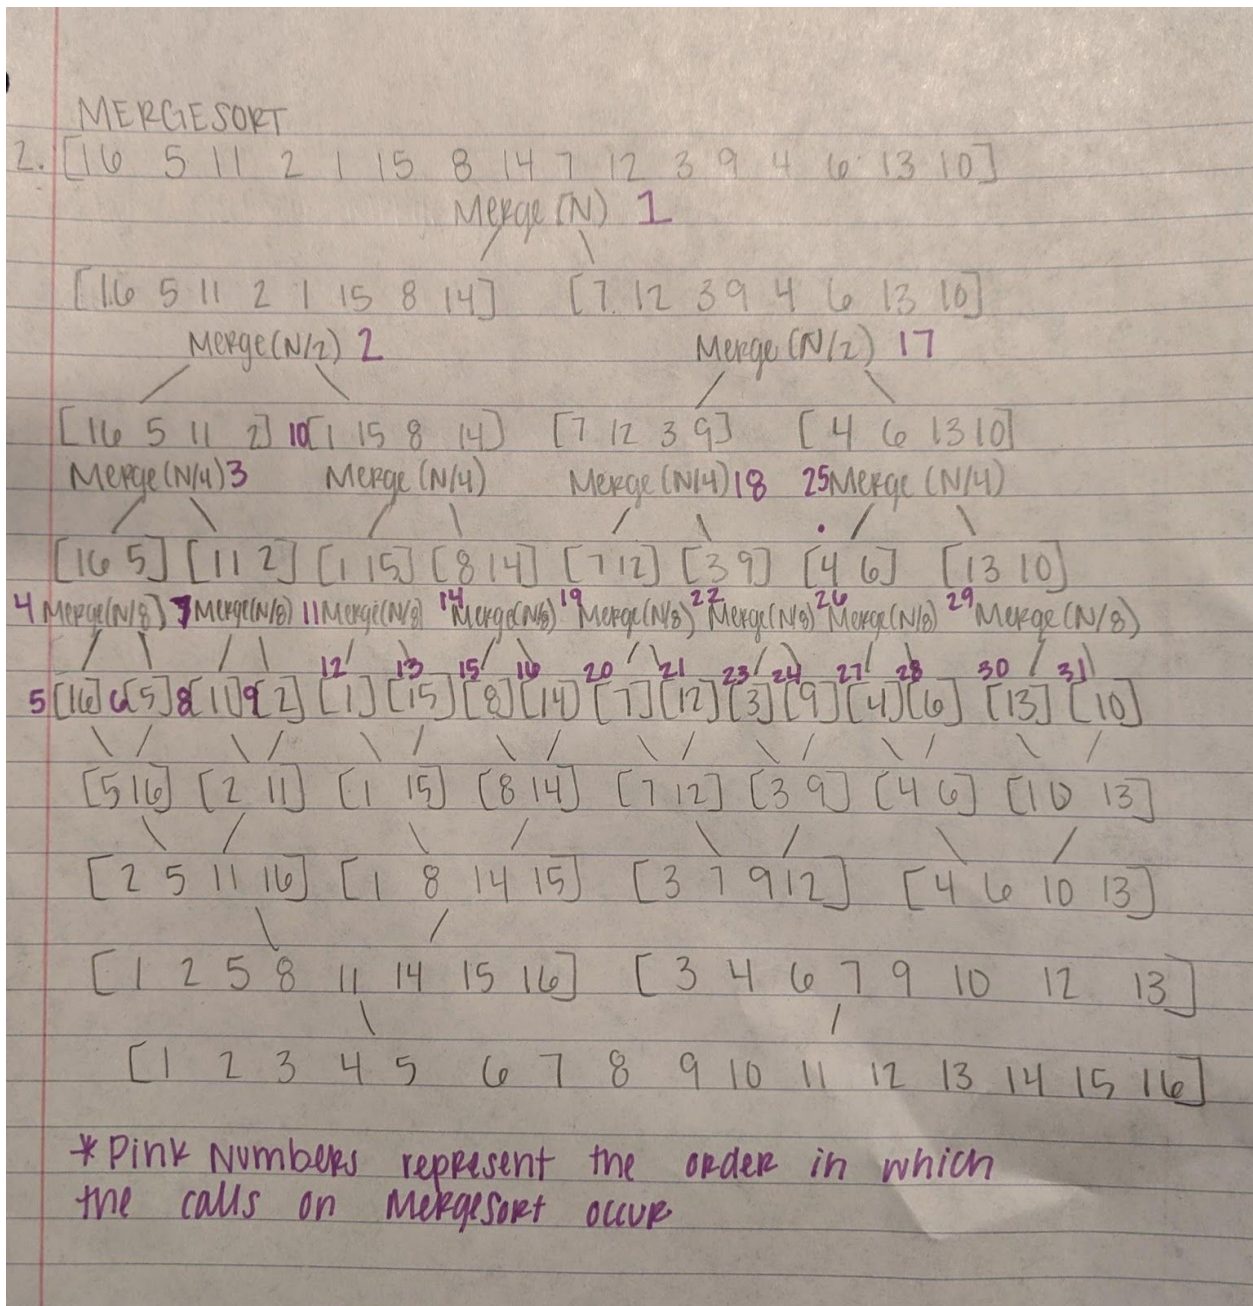 MERGESORT
2. [16 5 11 2 1 15 8 14 7 12 3 9 4 6 13 10]
Merge (N) 1
[16 5 11 2 1 15 8 14] [7 12 3 9 4 6 13 10]
Merge(N/2) 2 Merge (N/2) 17
[16 5 11 2] 10 [1 15 8 14] [7 12 3 9] [4 6 13 10]
Merge(N/4) 3 Merge (N/4) Merge (N/4) 18 25 Merge (N/4)
[16 5] [11 2] [1 15] [8 14] [7 12] [3 9] [4 6] [13 10]
4 Merge(N/8) 7 Merge(N/8) 11 Merge(N/8) 14 Merge(N/8) 19 Merge(N/8) 22 Merge(N/8) 26 Merge(N/8) 29 Merge(N/8)
12 13 15 16 20 21 23 24 27 28 30 31
5 [16] 6 [5] 8 [11] 9 [2] [1] [15] [8] [14] [7] [12] [3] [9] [4] [6] [13] [10]
[5 16] [2 11] [1 15] [8 14] [7 12] [3 9] [4 6] [10 13]
[2 5 11 16] [1 8 14 15] [3 7 9 12] [4 6 10 13]
[1 2 5 8 11 14 15 16] [3 4 6 7 9 10 12 13]
[1 2 3 4 5 6 7 8 9 10 11 12 13 14 15 16]
* Pink Numbers represent the order in which
the calls on Mergesort occur